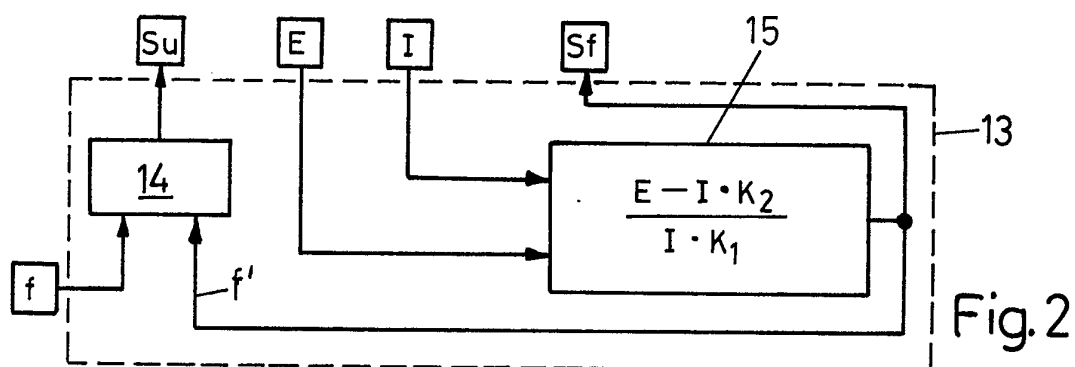 Su
E
I
Sf
15
13
14
E – I • K₂
I • K₁
f
f'
Fig. 2